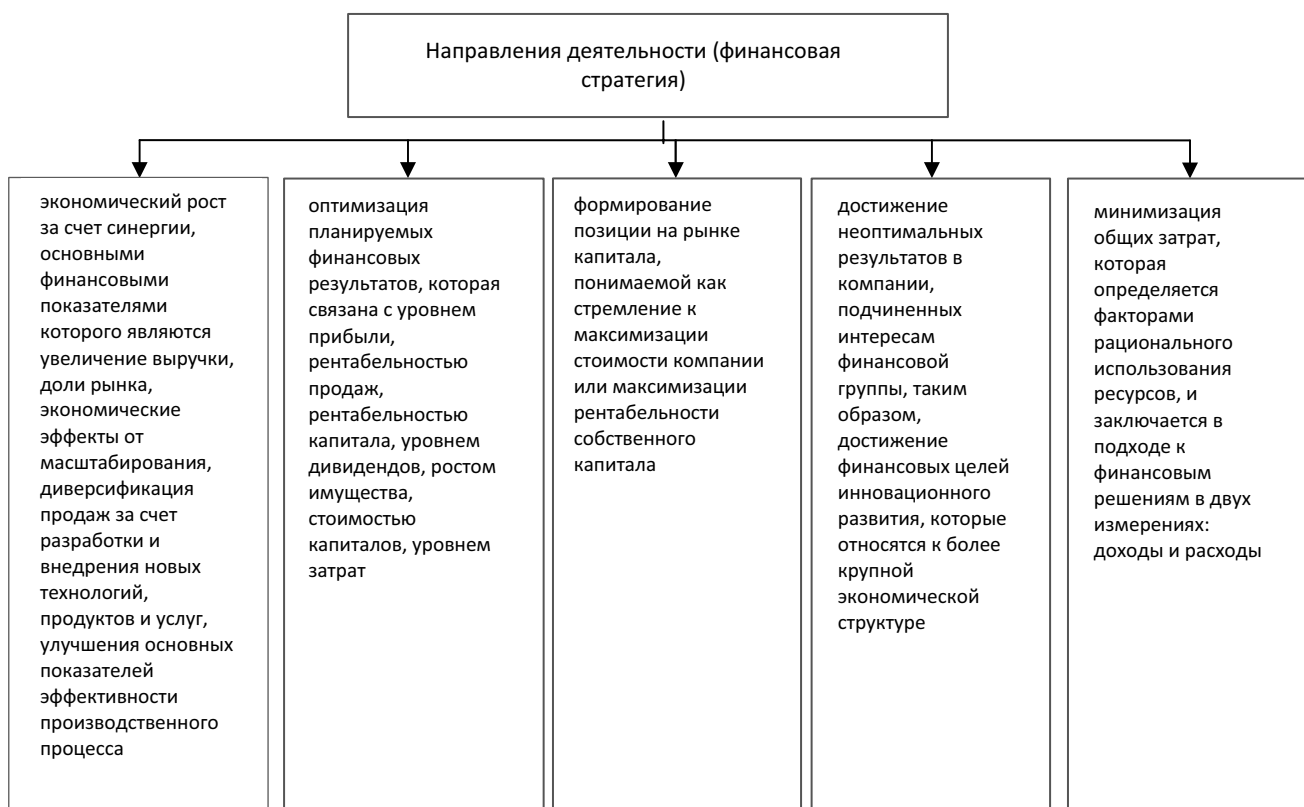 Направления деятельности (финансовая
стратегия)
экономический рост
за счет синергии,
основными
финансовыми
показателями
которого являются
увеличение выручки,
доли рынка,
экономические
эффекты от
масштабирования,
диверсификация
продаж за счет
разработки и
внедрения новых
технологий,
продуктов и услуг,
улучшения основных
показателей
эффективности
производственного
процесса
оптимизация
планируемых
финансовых
результатов, которая
связана с уровнем
прибыли,
рентабельностью
продаж,
рентабельностью
капитала, уровнем
дивидендов, ростом
имущества,
стоимостью
капиталов, уровнем
затрат
формирование
позиции на рынке
капитала,
понимаемой как
стремление к
максимизации
стоимости компании
или максимизации
рентабельности
собственного
капитала
достижение
неоптимальных
результатов в
компании,
подчиненных
интересам
финансовой
группы, таким
образом,
достижение
финансовых целей
инновационного
развития, которые
относятся к более
крупной
экономической
структуре
минимизация
общих затрат,
которая
определяется
факторами
рационального
использования
ресурсов, и
заключается в
подходе к
финансовым
решениям в двух
измерениях:
доходы и расходы